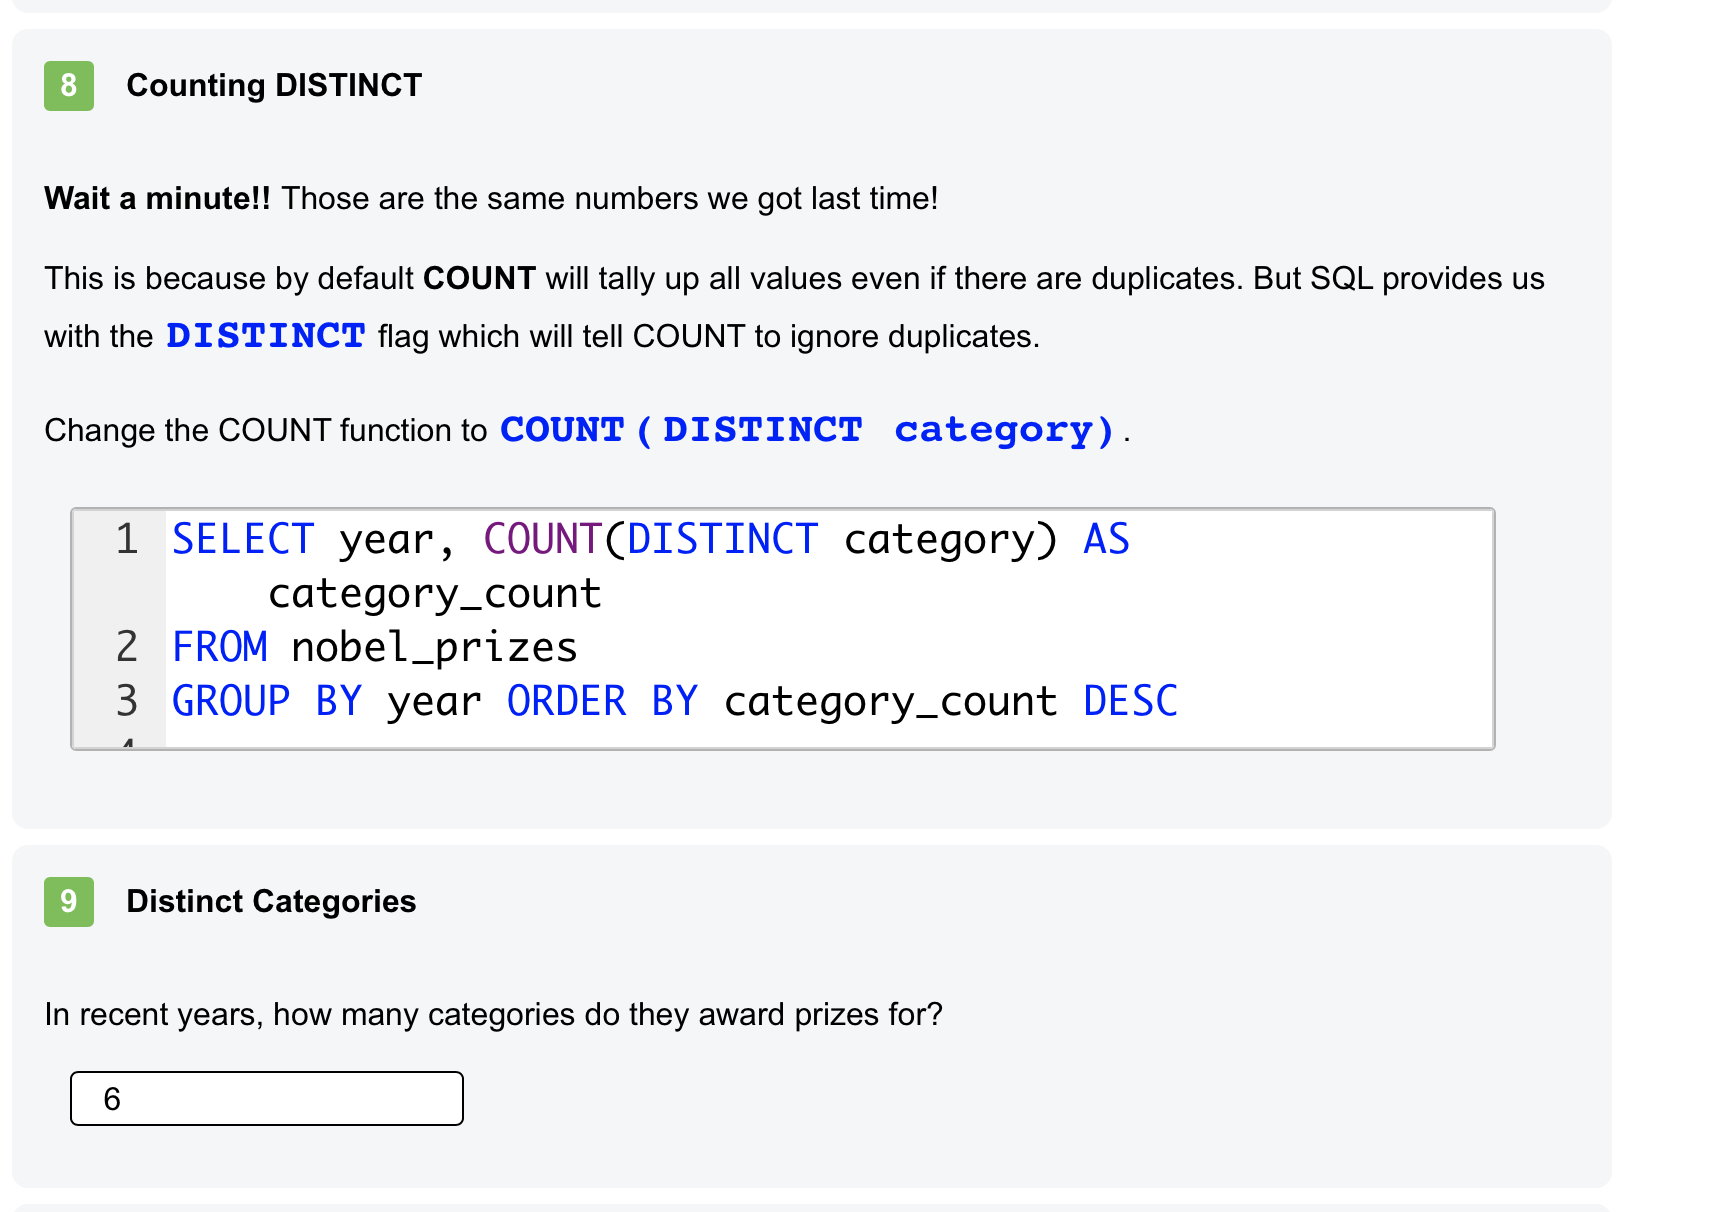 8 Counting DISTINCT
Wait a minute!! Those are the same numbers we got last time!
This is because by default COUNT will tally up all values even if there are duplicates. But SQL provides us
with the DISTINCT flag which will tell COUNT to ignore duplicates.
Change the COUNT function to COUNT(DISTINCT category).
1 SELECT year, COUNT(DISTINCT category) AS
category_count
2 FROM nobel_prizes
3 GROUP BY year ORDER BY category_count DESC
9 Distinct Categories
In recent years, how many categories do they award prizes for?
6